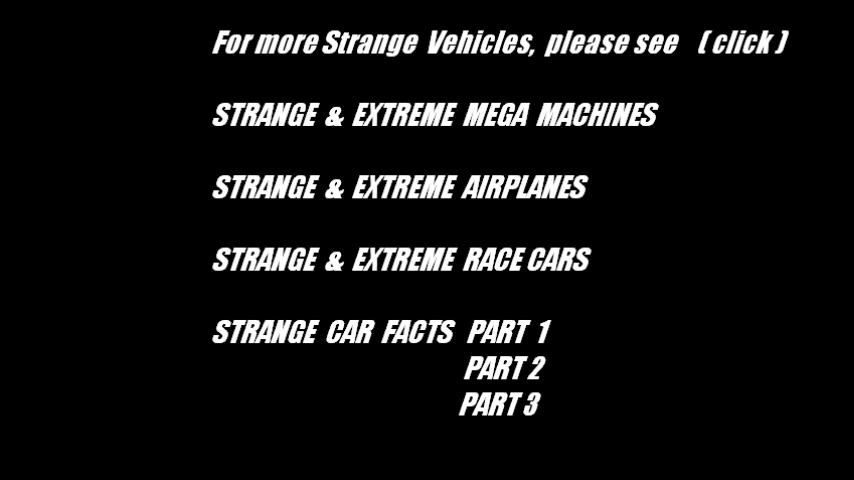 For more Strange Vehicles, please see ( click )
STRANGE & EXTREME MEGA MACHINES
STRANGE & EXTREME AIRPLANES
STRANGE & EXTREME RACE CARS
STRANGE CAR FACTS PART 1
PART 2
PART 3